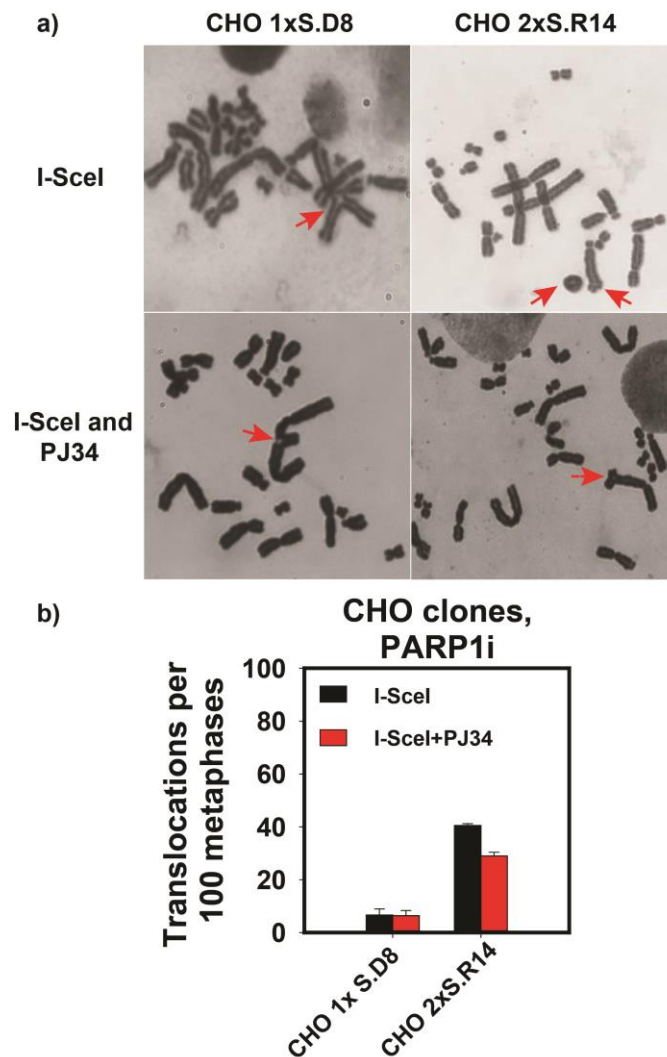 a)
CHO 1xS.D8
CHO 2xS.R14
I-SceI
I-SceI and
PJ34
b)
CHO clones,
PARP1i
Translocations per
100 metaphases
100
80
60
40
20
0
I-SceI
I-SceI+PJ34
CHO 1x S.D8
CHO 2xS.R14